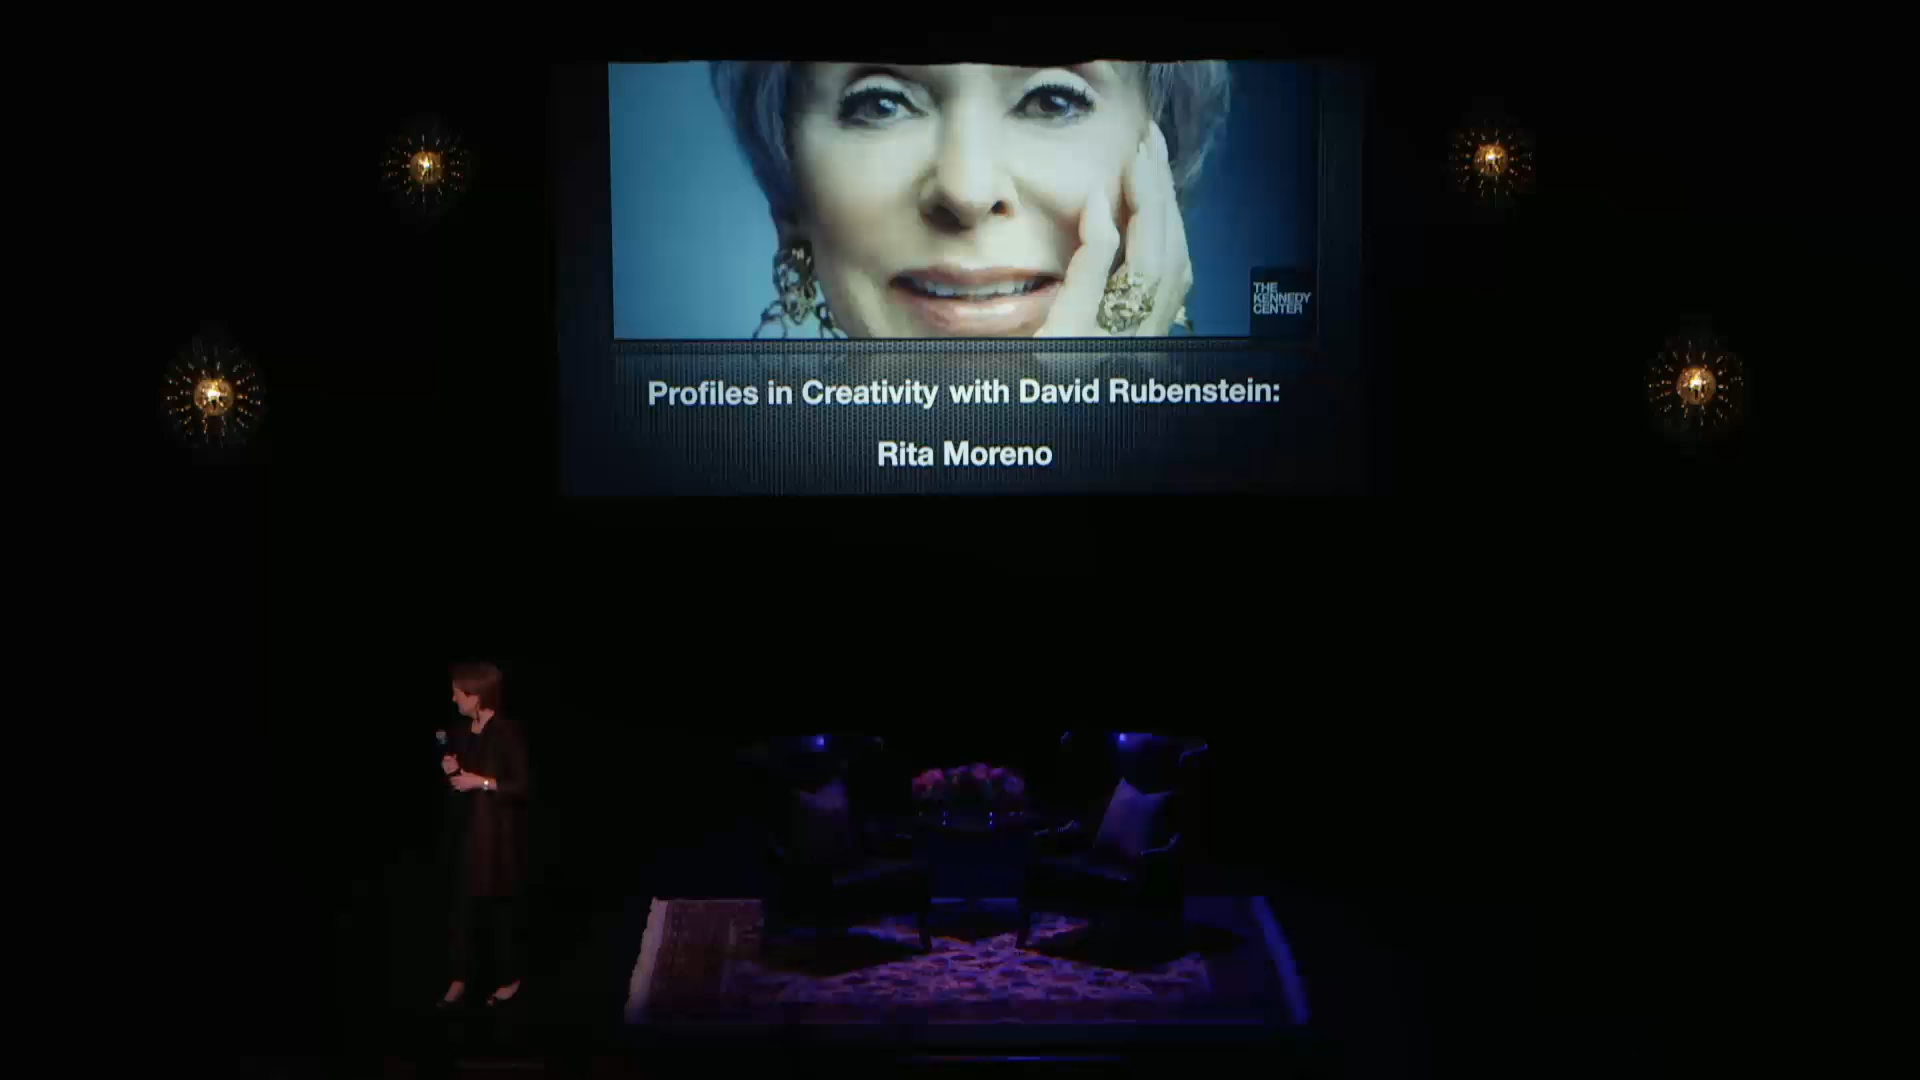 THE
KENNEDY
CENTER
Profiles in Creativity with David Rubenstein:
Rita Moreno